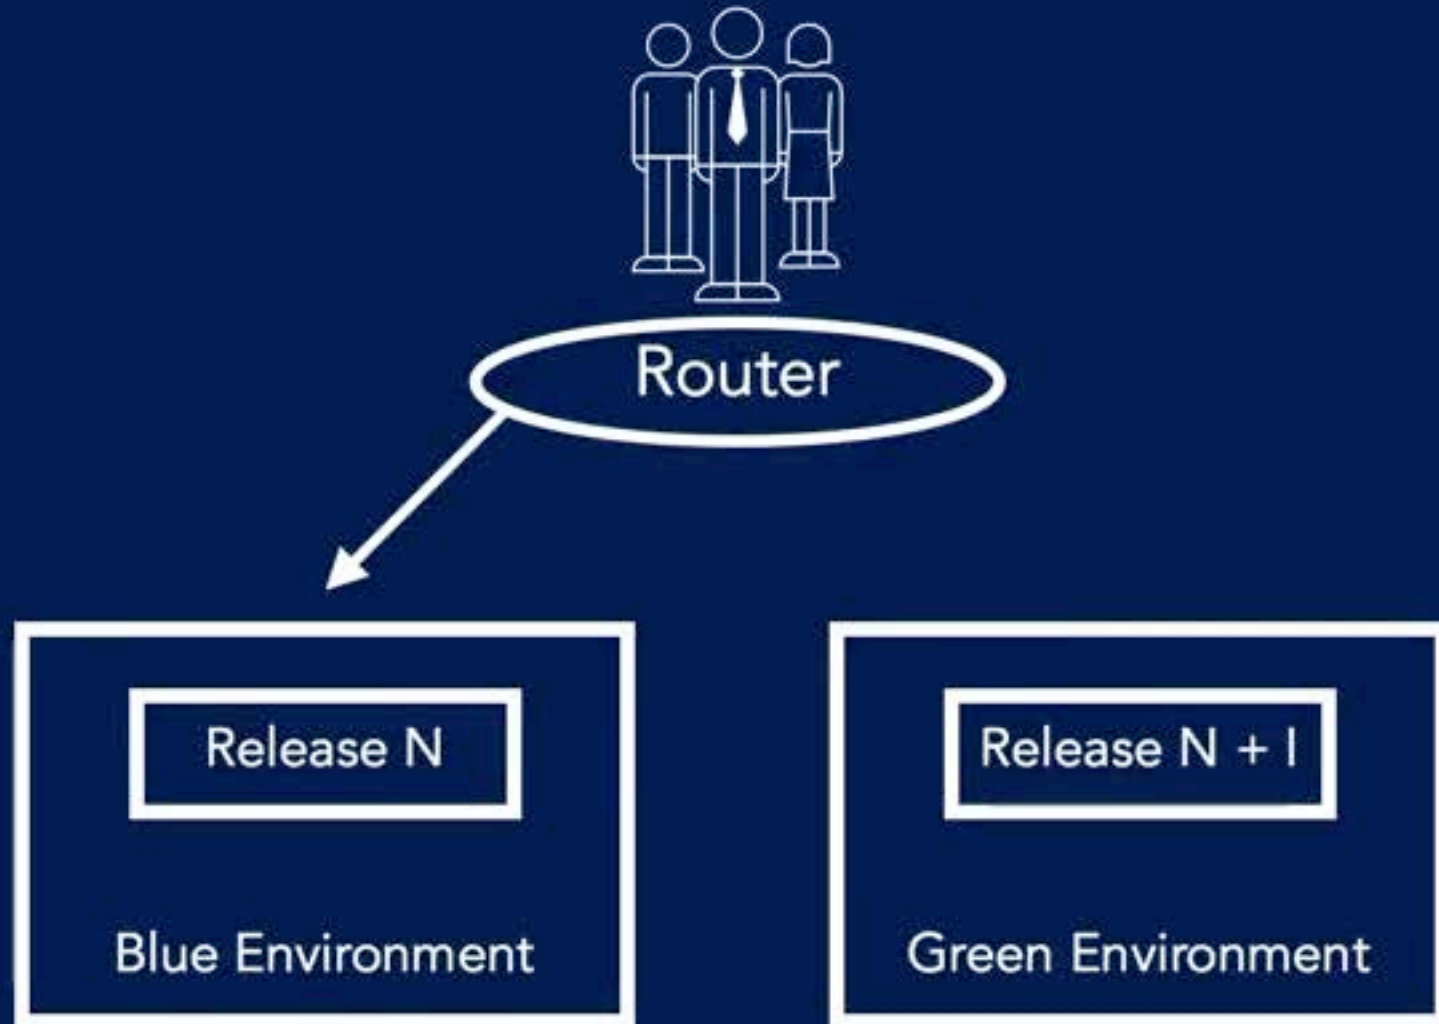 Router
Release N
Release N + I
Blue Environment
Green Environment